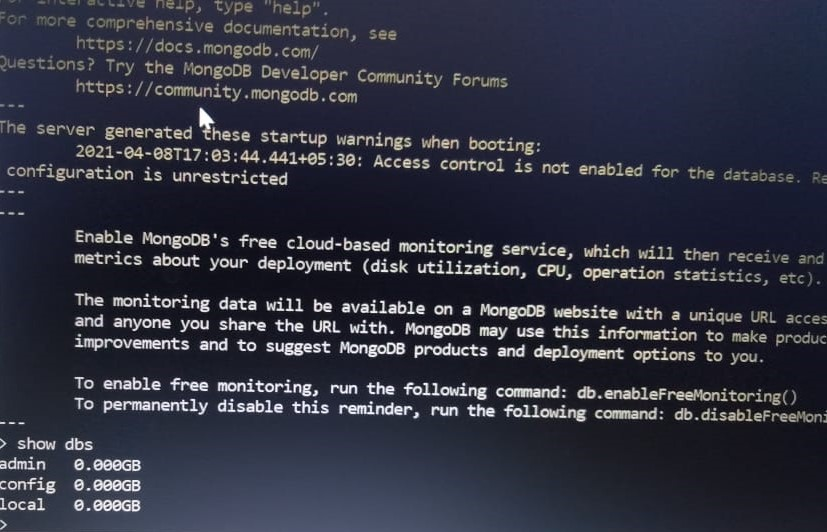 For interactive help, type "help".
For more comprehensive documentation, see
https://docs.mongodb.com/
Questions? Try the MongoDB Developer Community Forums
https://community.mongodb.com
---
The server generated these startup warnings when booting:
2021-04-08T17:03:44.441+05:30: Access control is not enabled for the database. Re
configuration is unrestricted
---
---
Enable MongoDB's free cloud-based monitoring service, which will then receive and
metrics about your deployment (disk utilization, CPU, operation statistics, etc).
The monitoring data will be available on a MongoDB website with a unique URL acces
and anyone you share the URL with. MongoDB may use this information to make produc
improvements and to suggest MongoDB products and deployment options to you.
To enable free monitoring, run the following command: db.enableFreeMonitoring()
To permanently disable this reminder, run the following command: db.disableFreeMoni
---
> show dbs
admin 0.000GB
config 0.000GB
local 0.000GB
>